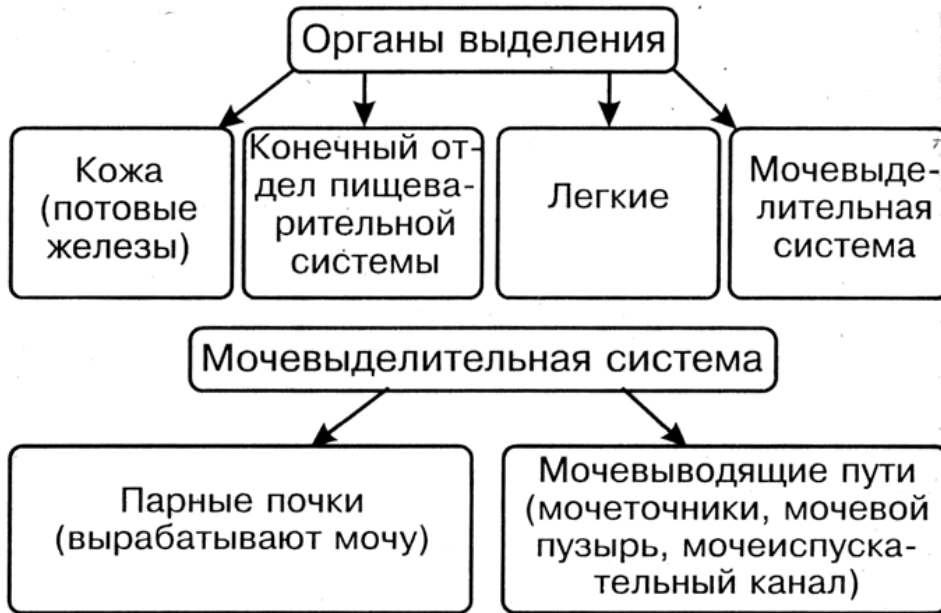 Органы выделения
Кожа
(потовые
железы)
Конечный от-
дел пищева-
рительной
системы
Легкие
Мочевыде-
лительная
система
Мочевыделительная система
Парные почки
(вырабатывают мочу)
Мочевыводящие пути
(мочеточники, мочевой
пузырь, мочеиспуска-
тельный канал)